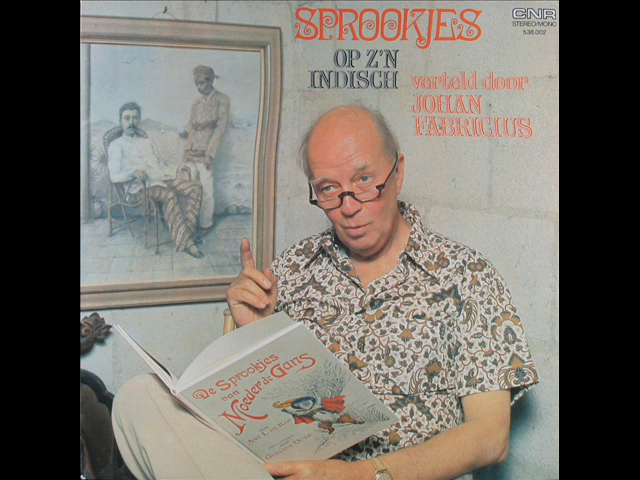 SPROOKJES
OP Z'N
INDISCH
verteld door
JOHAN
FABRICIUS
CNR
STEREO/MONO
538.002
De Sprookjes
van
Moeder de Gans